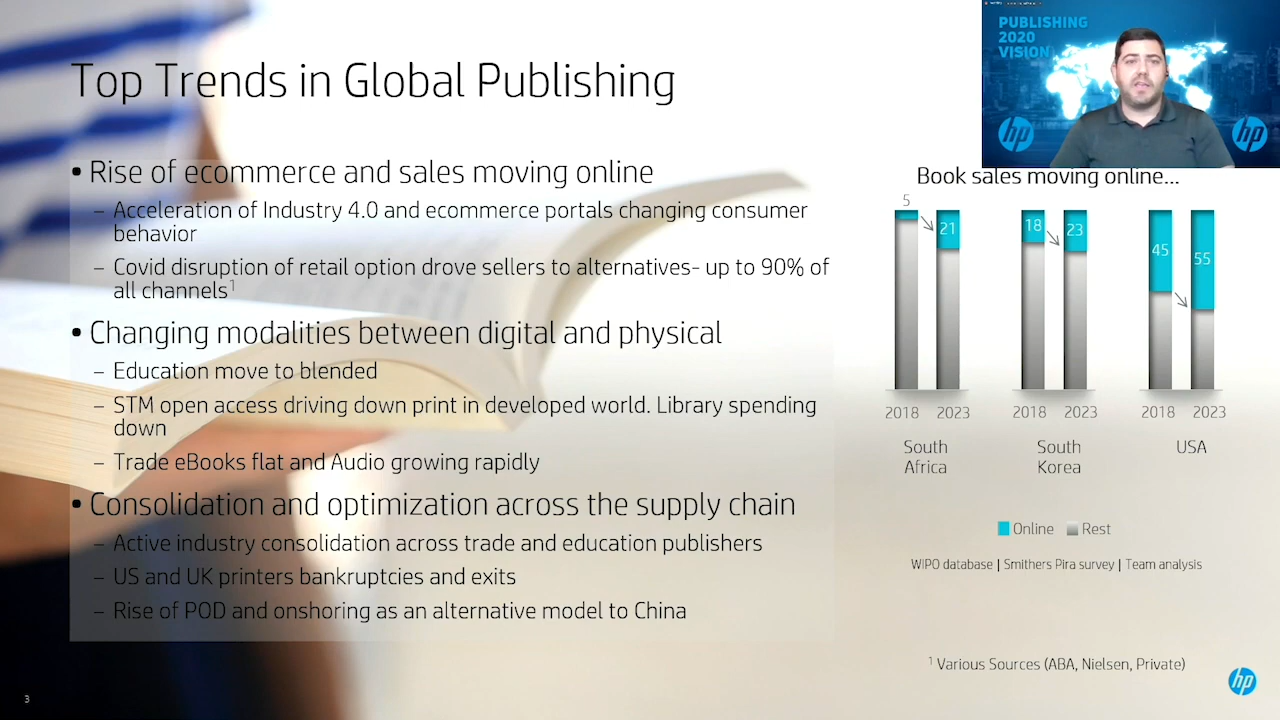 PUBLISHING
2020
VISION
hp
hp
Top Trends in Global Publishing
• Rise of ecommerce and sales moving online
– Acceleration of Industry 4.0 and ecommerce portals changing consumer
behavior
– Covid disruption of retail option drove sellers to alternatives- up to 90% of
all channels1
• Changing modalities between digital and physical
– Education move to blended
– STM open access driving down print in developed world. Library spending
down
– Trade eBooks flat and Audio growing rapidly
• Consolidation and optimization across the supply chain
– Active industry consolidation across trade and education publishers
– US and UK printers bankruptcies and exits
– Rise of POD and onshoring as an alternative model to China
Book sales moving online...
5 21 18 23 45 55
2018 2023 2018 2023 2018 2023
South South USA
Africa Korea
Online Rest
WIPO database | Smithers Pira survey | Team analysis
1 Various Sources (ABA, Nielsen, Private)
3
hp